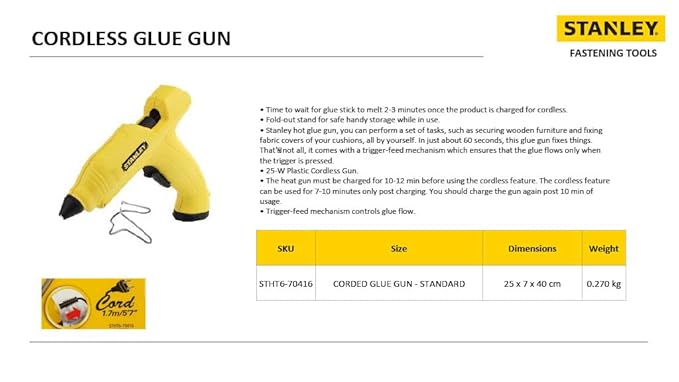 CORDLESS GLUE GUN
STANLEY
FASTENING TOOLS
• Time to wait for glue stick to melt 2-3 minutes once the product is charged for cordless.
• Fold-out stand for safe handy storage while in use.
• Stanley hot glue gun, you can perform a set of tasks, such as securing wooden furniture and fixing
fabric covers of your cushions, all by yourself. In just about 60 seconds, this glue gun fixes things.
That's not all, it comes with a trigger-feed mechanism which ensures that the glue flows only when
the trigger is pressed.
• 25-W Plastic Cordless Gun.
• The heat gun must be charged for 10-12 min before using the cordless feature. The cordless feature
can be used for 7-10 minutes only post charging. You should charge the gun again post 10 min of
usage.
• Trigger-feed mechanism controls glue flow.
STANLEY
SKU Size Dimensions Weight
STHT6-70416 CORDED GLUE GUN - STANDARD 25 x 7 x 40 cm 0.270 kg
Cord
1.7m/5'7"
STHT6-70416